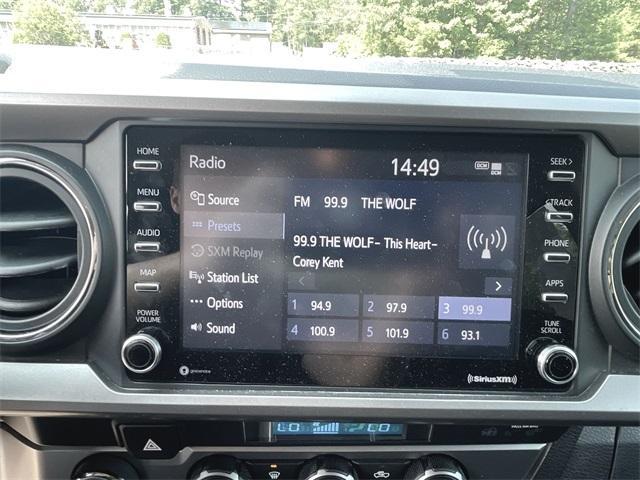 HOME
MENU
AUDIO
MAP
POWER
VOLUME
Radio
14:49
DCM
DCM
Source
Presets
SXM Replay
Station List
Options
Sound
FM 99.9 THE WOLF
99.9 THE WOLF- This Heart-
Corey Kent
<
>
1 94.9
2 97.9
3 99.9
4 100.9
5 101.9
6 93.1
SEEK >
TRACK
PHONE
APPS
TUNE
SCROLL
gracenote
((SiriusXM))
LO
LO